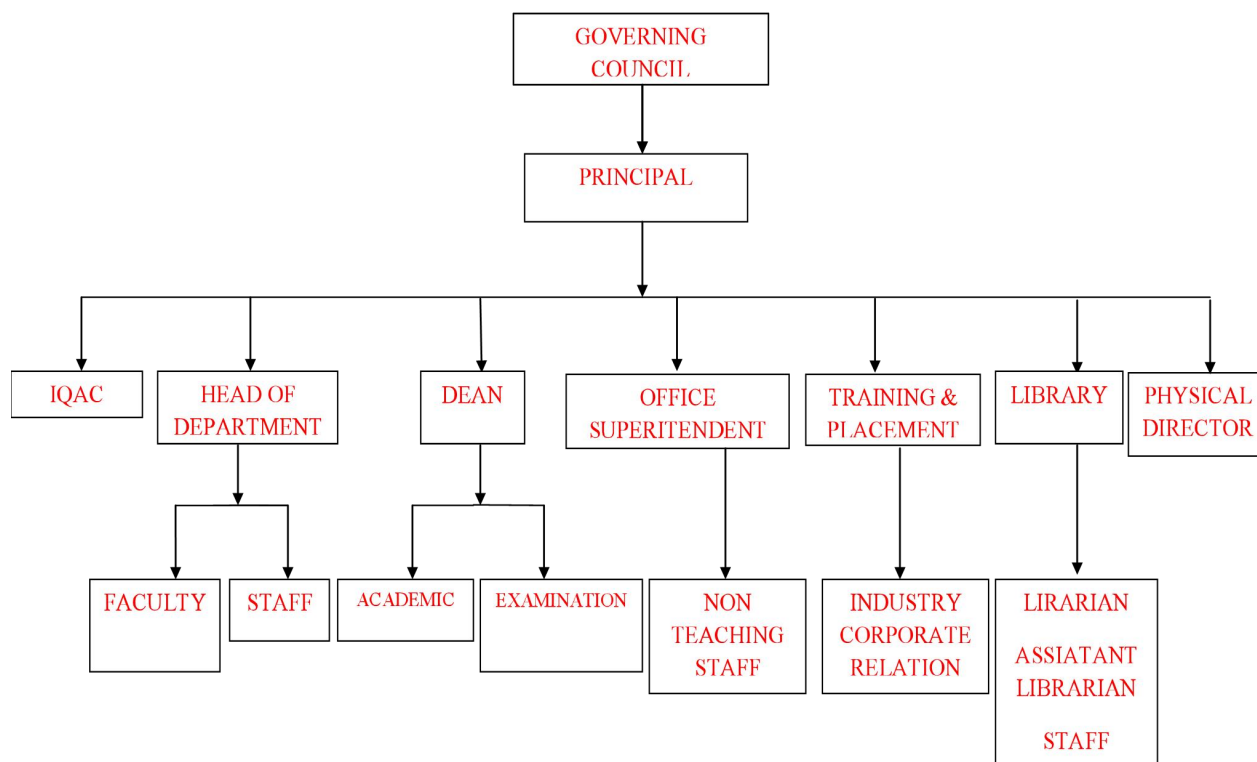 GOVERNING
COUNCIL
PRINCIPAL
IQAC
HEAD OF
DEPARTMENT
DEAN
OFFICE
SUPERITENDENT
TRAINING &
PLACEMENT
LIBRARY
PHYSICAL
DIRECTOR
FACULTY
STAFF
ACADEMIC
EXAMINATION
NON
TEACHING
STAFF
INDUSTRY
CORPORATE
RELATION
LIRARIAN
ASSIATANT
LIBRARIAN
STAFF